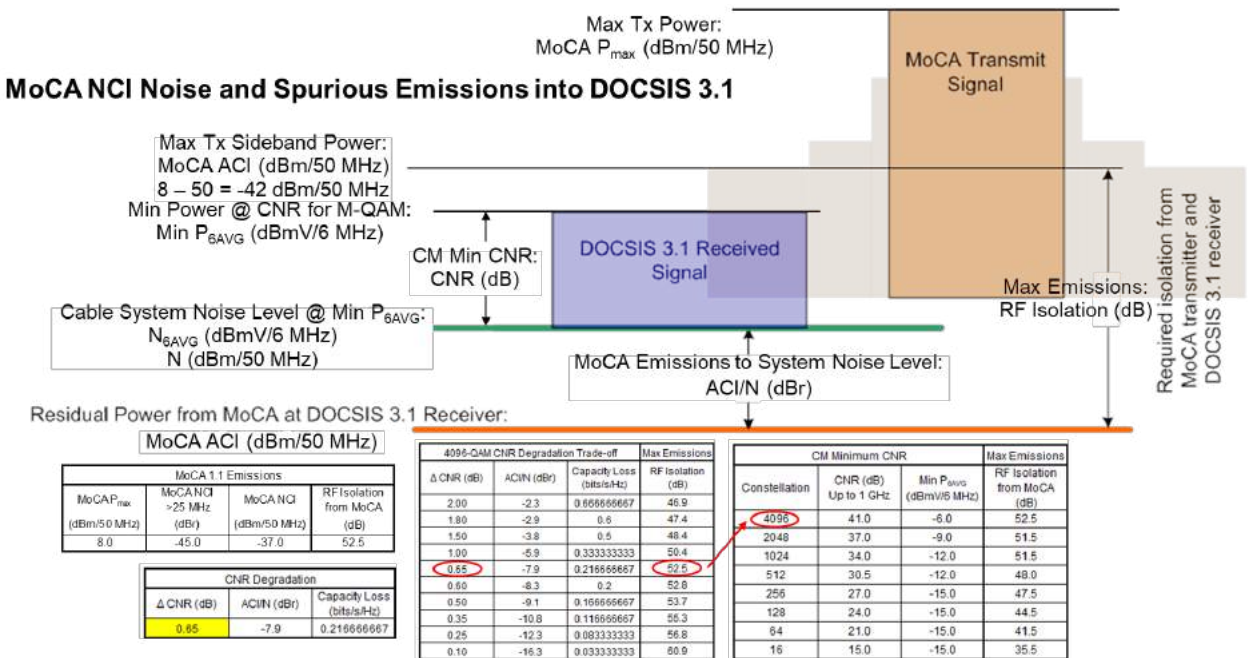 Max Tx Power:
MoCA Pmax (dBm/50 MHz)
MoCA Transmit
Signal
MoCA NCI Noise and Spurious Emissions into DOCSIS 3.1
Max Tx Sideband Power:
MoCA ACI (dBm/50 MHz)
8 – 50 = -42 dBm/50 MHz
Min Power @ CNR for M-QAM:
Min P6AVG (dBmV/6 MHz)
CM Min CNR:
CNR (dB)
DOCSIS 3.1 Received
Signal
Max Emissions:
RF Isolation (dB)
Required isolation from
MoCA transmitter and
DOCSIS 3.1 receiver
Cable System Noise Level @ Min P6AVG:
N6AVG (dBmV/6 MHz)
N (dBm/50 MHz)
MoCA Emissions to System Noise Level:
ACI/N (dBr)
Residual Power from MoCA at DOCSIS 3.1 Receiver:
MoCA ACI (dBm/50 MHz)
MoCA 1.1 Emissions
MoCA Pmax (dBm/50 MHz) MoCA NCI >25 MHz (dBr) MoCA NCI (dBm/50 MHz) RF Isolation from MoCA (dB)
8.0 -45.0 -37.0 52.5
CNR Degradation
Δ CNR (dB) ACI/N (dBr) Capacity Loss (bits/s/Hz)
0.65 -7.9 0.216666667
4096-QAM CNR Degradation Trade-off Max Emissions
Δ CNR (dB) ACI/N (dBr) Capacity Loss (bits/s/Hz) RF Isolation (dB)
2.00 -2.3 0.666666667 46.9
1.80 -2.9 0.6 47.4
1.50 -3.8 0.5 48.4
1.00 -5.9 0.333333333 50.4
0.65 -7.9 0.216666667 52.5
0.60 -8.3 0.2 52.8
0.50 -9.1 0.166666667 53.7
0.35 -10.8 0.116666667 55.3
0.25 -12.3 0.083333333 56.8
0.10 -16.3 0.033333333 60.9
CM Minimum CNR Max Emissions
Constellation CNR (dB) Up to 1 GHz Min P6AVG (dBmV/6 MHz) RF Isolation from MoCA (dB)
4096 41.0 -6.0 52.5
2048 37.0 -9.0 51.5
1024 34.0 -12.0 51.5
512 30.5 -12.0 48.0
256 27.0 -15.0 47.5
128 24.0 -15.0 44.5
64 21.0 -15.0 41.5
16 15.0 -15.0 35.5